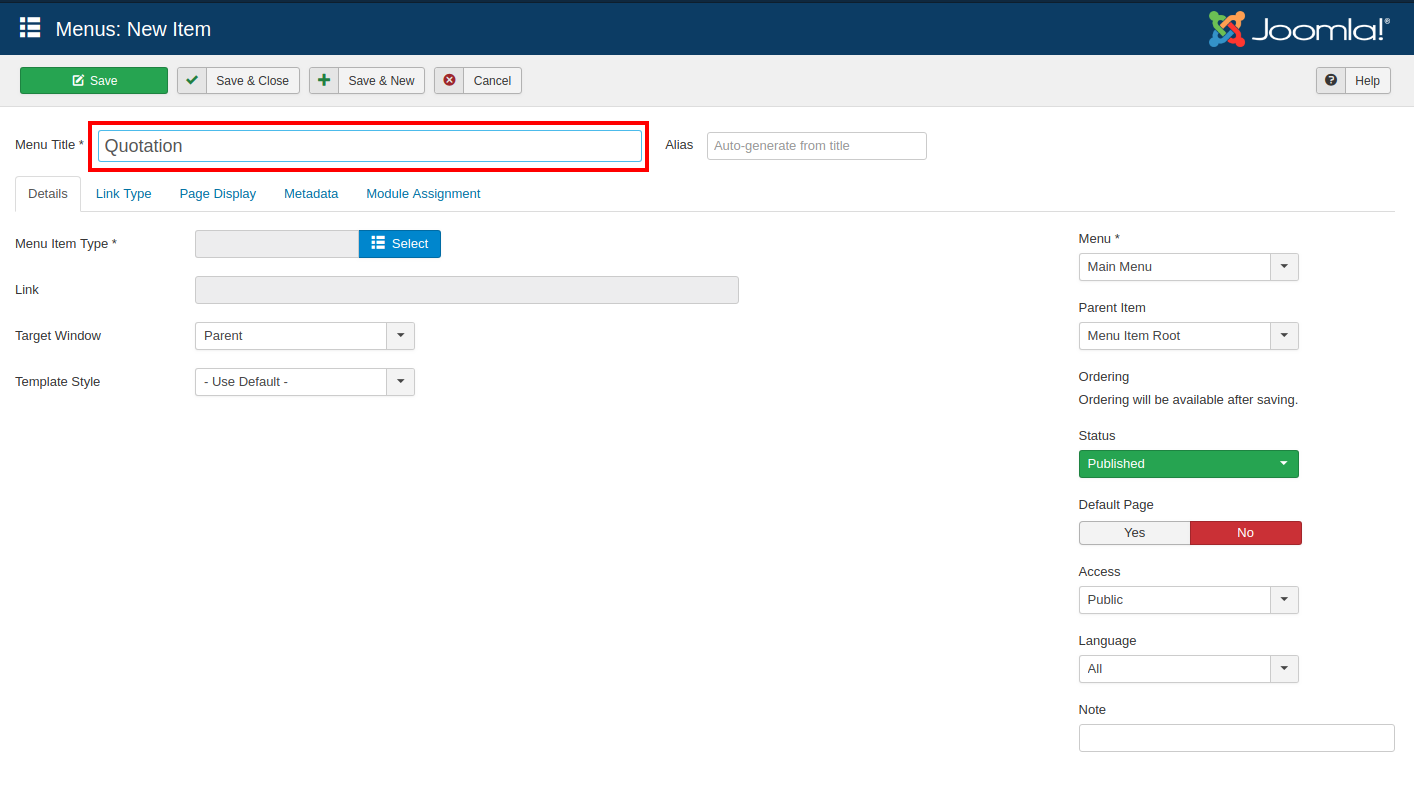 Menus: New Item
Joomla!®
Save
Save & Close
Save & New
Cancel
Help
Menu Title *
Quotation
Alias
Auto-generate from title
Details
Link Type
Page Display
Metadata
Module Assignment
Menu Item Type *
Select
Link
Target Window
Parent
Template Style
- Use Default -
Menu *
Main Menu
Parent Item
Menu Item Root
Ordering
Ordering will be available after saving.
Status
Published
Default Page
Yes
No
Access
Public
Language
All
Note